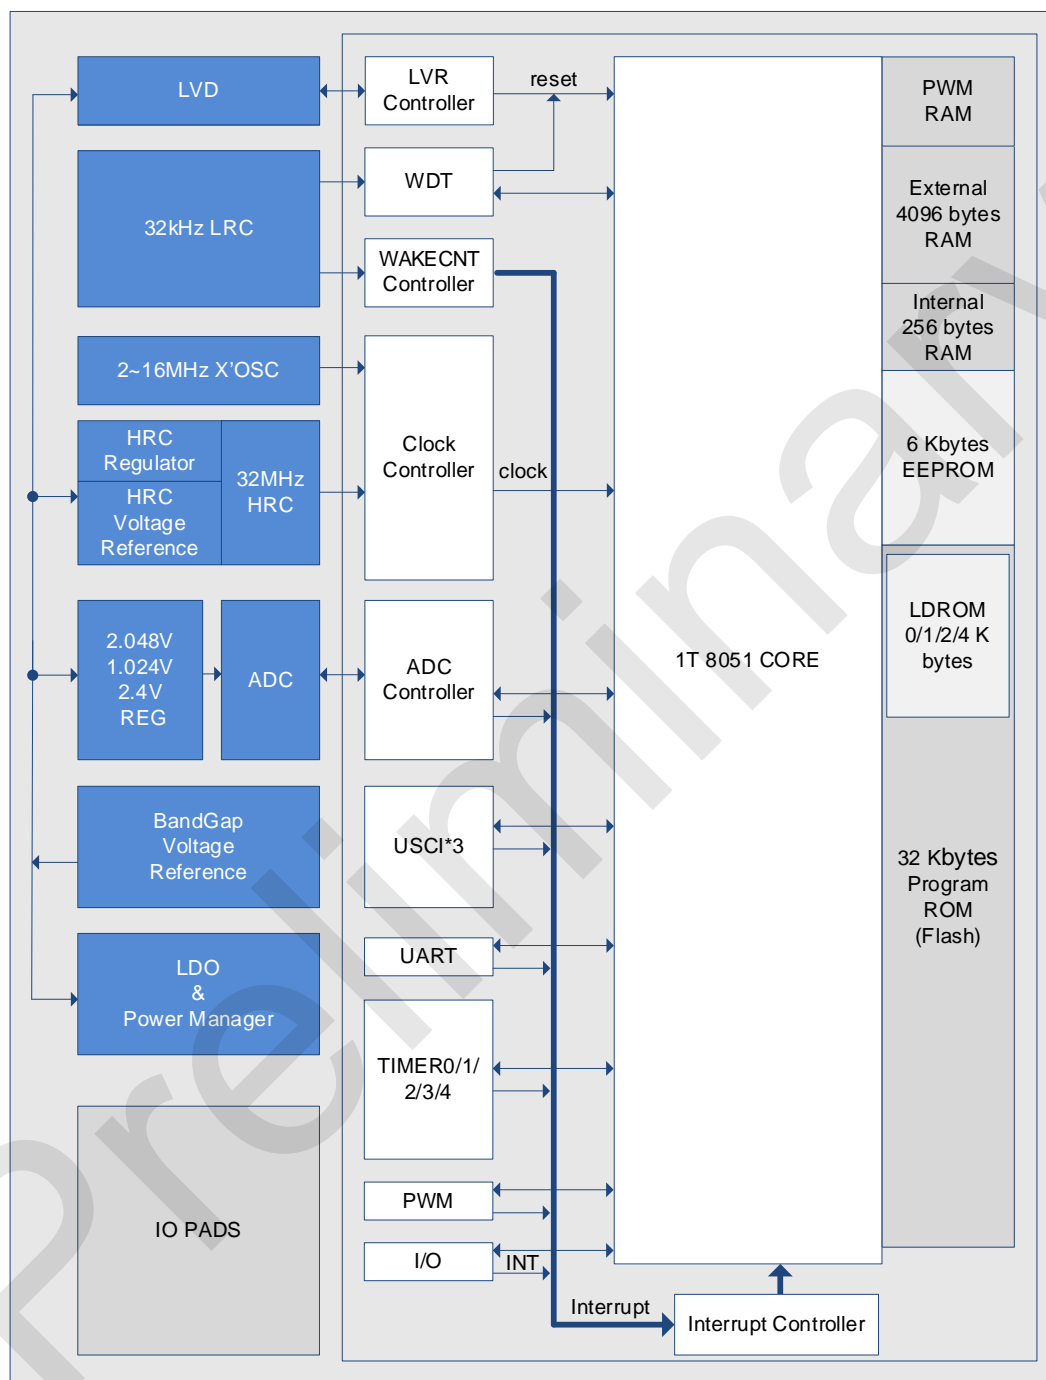 LVD
LVR
Controller
reset
PWM
RAM
32kHz LRC
WDT
External
4096 bytes
RAM
WAKECNT
Controller
Internal
256 bytes
RAM
2~16MHz X'OSC
Clock
Controller
clock
HRC
Regulator
HRC
Voltage
Reference
32MHz
HRC
6 Kbytes
EEPROM
2.048V
1.024V
2.4V
REG
ADC
ADC
Controller
1T 8051 CORE
LDROM
0/1/2/4 K
bytes
BandGap
Voltage
Reference
USCI*3
32 Kbytes
Program
ROM
(Flash)
LDO
&
Power Manager
UART
TIMER0/1/
2/3/4
IO PADS
PWM
I/O
INT
Interrupt
Interrupt Controller
Preliminary